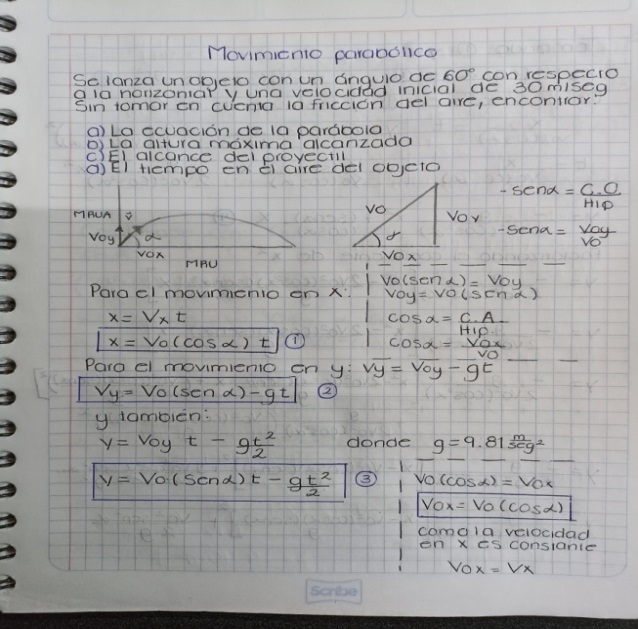 Movimiento parabólico
Se lanza un objeto con un ángulo de 60° con respecto
a la horizontal y una velocidad inicial de 30 m/seg
Sin tomar en cuenta la fricción del aire, encontrar:
a) La ecuación de la parábola
b) La altura máxima alcanzada
c) El alcance del proyectil
d) El tiempo en el aire del objeto
MRUA
Voy
α
Vox
MRU
Vo
Voy
α
Vox
- sen α = C.O / Hip
- sen α = Voy / Vo
Vo (sen α) = Voy
Voy = Vo (sen α)
cos α = C.A / Hip
cos α = Vox / Vo
Para el movimiento en x:
x = Vx t
x = Vo (cos α) t ①
Para el movimiento en y: Vy = Voy - gt
Vy = Vo (sen α) - gt ②
y también:
y = Voy t - g t²/2 donde g = 9.81 m/seg²
y = Vo (sen α) t - g t²/2 ③
Vo (cos α) = Vox
Vox = Vo (cos α)
como la velocidad
en x es constante
Vox = Vx
Scribe